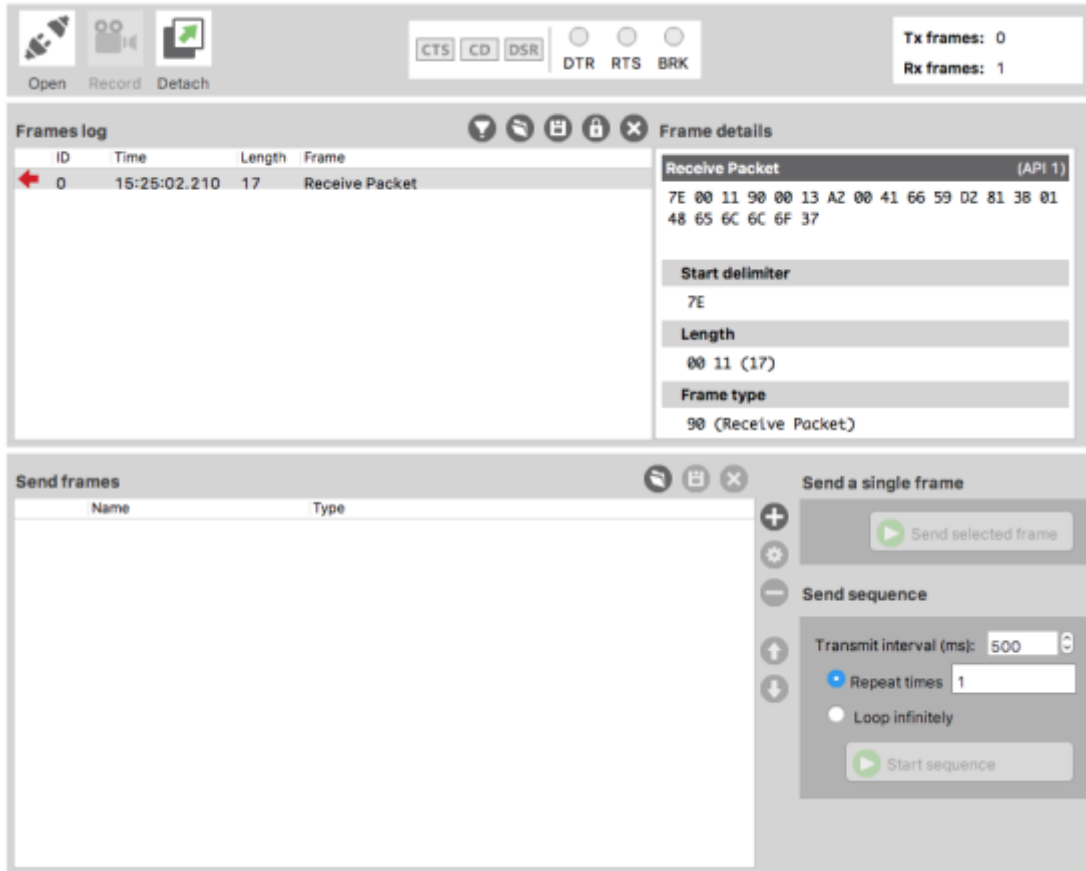 Open Record Detach
CTS CD DSR
DTR RTS BRK
Tx frames: 0
Rx frames: 1
Frames log
ID Time Length Frame
0 15:25:02.210 17 Receive Packet
Frame details
Receive Packet (API 1)
7E 00 11 90 00 13 A2 00 41 66 59 D2 81 3B 01
48 65 6C 6C 6F 37
Start delimiter
7E
Length
00 11 (17)
Frame type
90 (Receive Packet)
Send frames
Name Type
Send a single frame
Send selected frame
Send sequence
Transmit interval (ms): 500
Repeat times 1
Loop infinitely
Start sequence